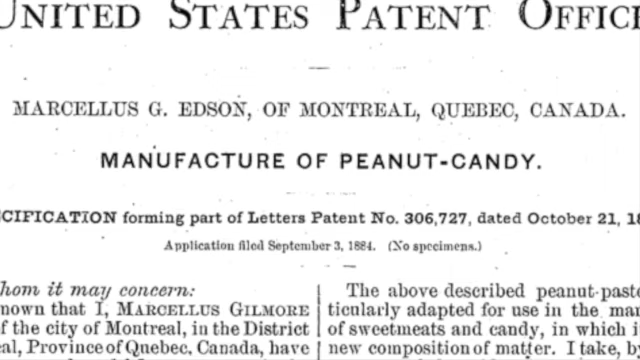 UNITED STATES PATENT OFFICE
MARCELLUS G. EDSON, OF MONTREAL, QUEBEC, CANADA.
MANUFACTURE OF PEANUT-CANDY.
CIFICATION forming part of Letters Patent No. 306,727, dated October 21, 18
Application filed September 3, 1884. (No specimens.)
hom it may concern:
nown that I, MARCELLUS GILMORE
f the city of Montreal, in the District
eal, Province of Quebec, Canada, have
The above described peanut-paste
ticularly adapted for use in the man
of sweetmeats and candy, in which i
new composition of matter. I take, b